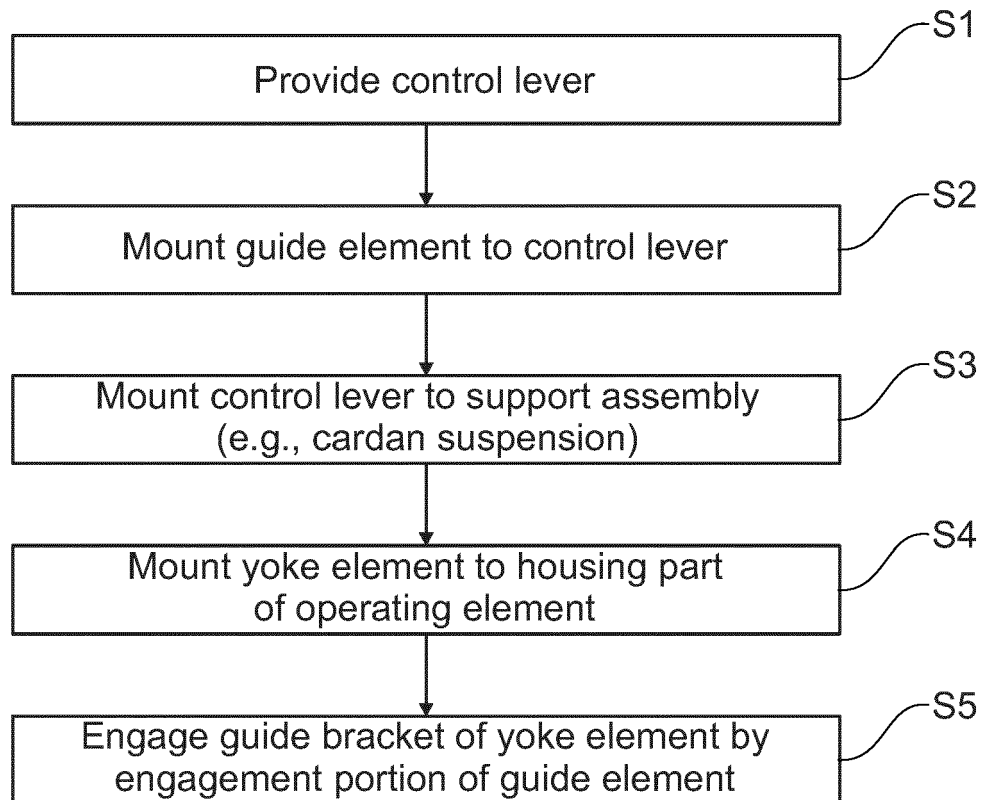 S1
Provide control lever
S2
Mount guide element to control lever
S3
Mount control lever to support assembly
(e.g., cardan suspension)
S4
Mount yoke element to housing part
of operating element
S5
Engage guide bracket of yoke element by
engagement portion of guide element